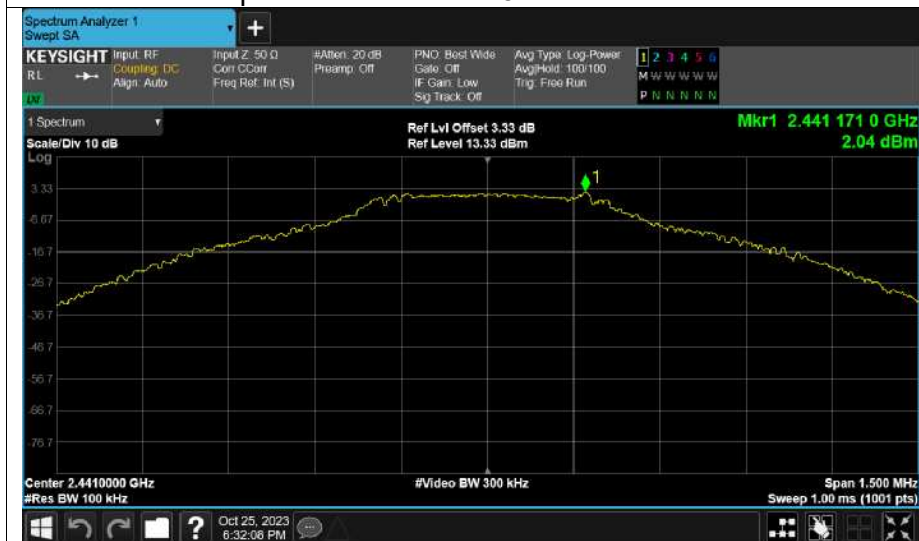 Spectrum Analyzer 1
Swept SA
+
KEYSIGHT Input: RF Input Z: 50 Ω #Atten: 20 dB PNO: Best Wide Avg Type: Log-Power 1 2 3 4 5 6
RL Coupling: DC Corr CCorr Preamp: Off Gate: Off Avg|Hold: 100/100 M W W W W W
Align: Auto Freq Ref: Int (S) IF Gain: Low Trig: Free Run
Sig Track: Off P N N N N N
1 Spectrum Ref Lvl Offset 3.33 dB Mkr1 2.441 171 0 GHz
Scale/Div 10 dB Ref Level 13.33 dBm 2.04 dBm
Log
1
3.33
-6.67
-16.7
-26.7
-36.7
-46.7
-56.7
-66.7
-76.7
Center 2.4410000 GHz #Video BW 300 kHz Span 1.500 MHz
#Res BW 100 kHz Sweep 1.00 ms (1001 pts)
? Oct 25, 2023
6:32:08 PM